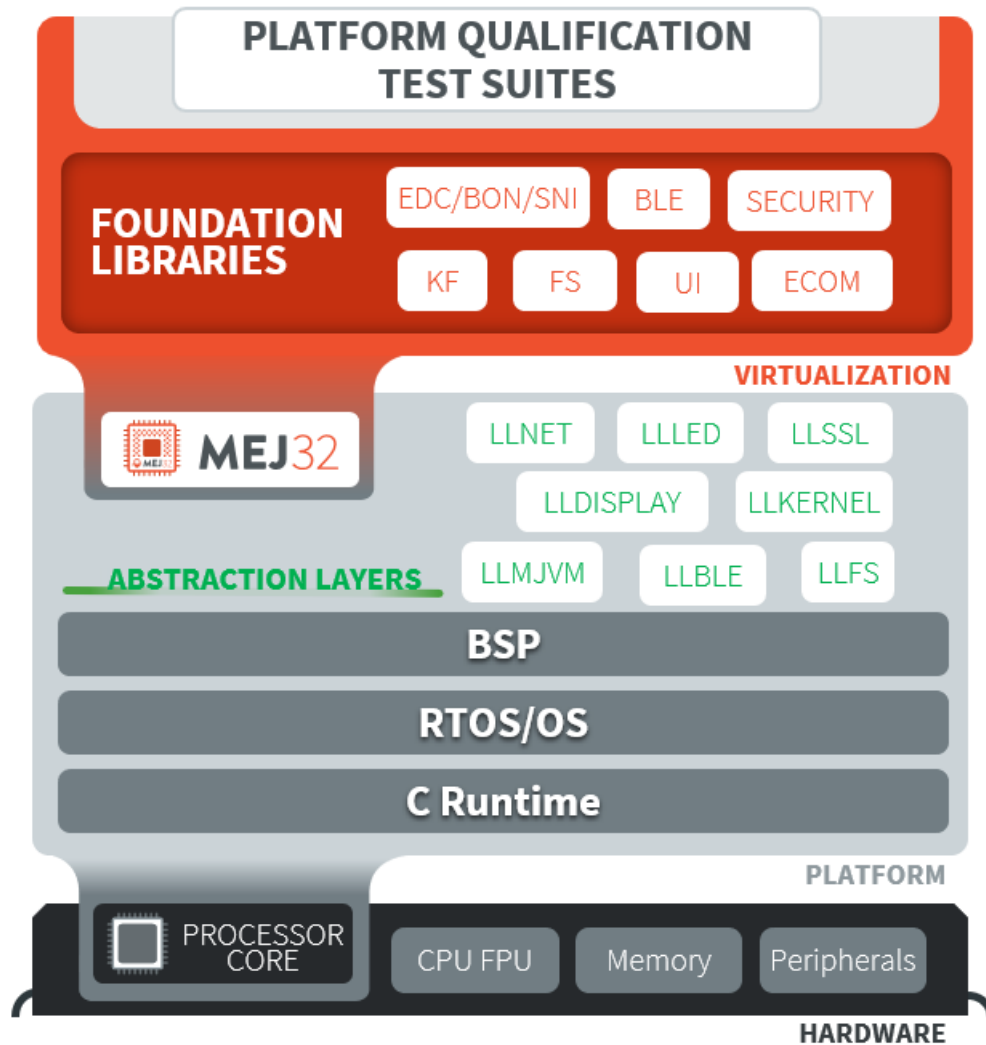 PLATFORM QUALIFICATION
TEST SUITES
FOUNDATION
LIBRARIES
EDC/BON/SNI
BLE
SECURITY
KF
FS
UI
ECOM
VIRTUALIZATION
MEJ32
MEJ32
LLNET
LLLED
LLSSL
LLDISPLAY
LLKERNEL
ABSTRACTION LAYERS
LLMJVM
LLBLE
LLFS
BSP
RTOS/OS
C Runtime
PLATFORM
PROCESSOR
CORE
CPU FPU
Memory
Peripherals
HARDWARE